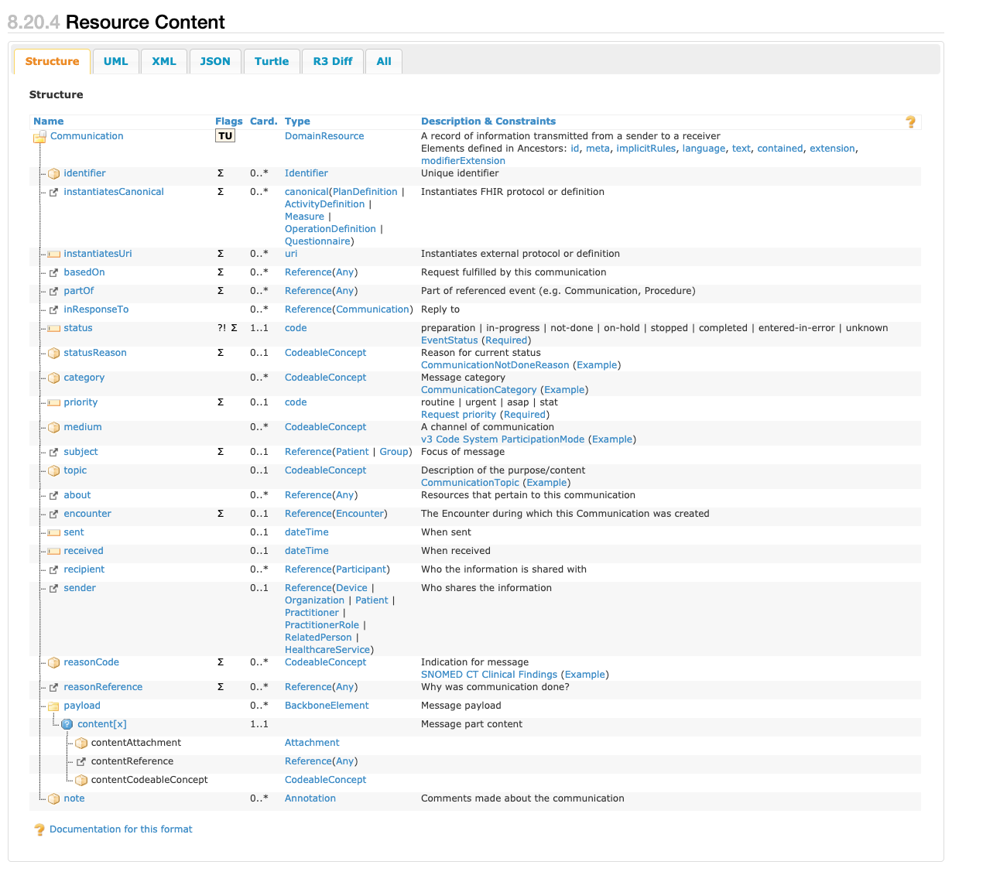 8.20.4 Resource Content
Structure UML XML JSON Turtle R3 Diff All
Structure
Name Flags Card. Type Description & Constraints
Communication TU DomainResource A record of information transmitted from a sender to a receiver
Elements defined in Ancestors: id, meta, implicitRules, language, text, contained, extension,
modifierExtension
identifier Σ 0..* Identifier Unique identifier
instantiatesCanonical Σ 0..* canonical(PlanDefinition | Instantiates FHIR protocol or definition
ActivityDefinition |
Measure |
OperationDefinition |
Questionnaire)
instantiatesUri Σ 0..* uri Instantiates external protocol or definition
basedOn Σ 0..* Reference(Any) Request fulfilled by this communication
partOf Σ 0..* Reference(Any) Part of referenced event (e.g. Communication, Procedure)
inResponseTo 0..* Reference(Communication) Reply to
status ?! Σ 1..1 code preparation | in-progress | not-done | on-hold | stopped | completed | entered-in-error | unknown
EventStatus (Required)
statusReason Σ 0..1 CodeableConcept Reason for current status
CommunicationNotDoneReason (Example)
category 0..* CodeableConcept Message category
CommunicationCategory (Example)
priority Σ 0..1 code routine | urgent | asap | stat
Request priority (Required)
medium 0..* CodeableConcept A channel of communication
v3 Code System ParticipationMode (Example)
subject Σ 0..1 Reference(Patient | Group) Focus of message
topic 0..1 CodeableConcept Description of the purpose/content
CommunicationTopic (Example)
about 0..* Reference(Any) Resources that pertain to this communication
encounter Σ 0..1 Reference(Encounter) The Encounter during which this Communication was created
sent 0..1 dateTime When sent
received 0..1 dateTime When received
recipient 0..* Reference(Participant) Who the information is shared with
sender 0..1 Reference(Device | Who shares the information
Organization | Patient |
Practitioner |
PractitionerRole |
RelatedPerson |
HealthcareService)
reasonCode Σ 0..* CodeableConcept Indication for message
SNOMED CT Clinical Findings (Example)
reasonReference Σ 0..* Reference(Any) Why was communication done?
payload 0..* BackboneElement Message payload
content[x] 1..1 Message part content
contentAttachment Attachment
contentReference Reference(Any)
contentCodeableConcept CodeableConcept
note 0..* Annotation Comments made about the communication
Documentation for this format